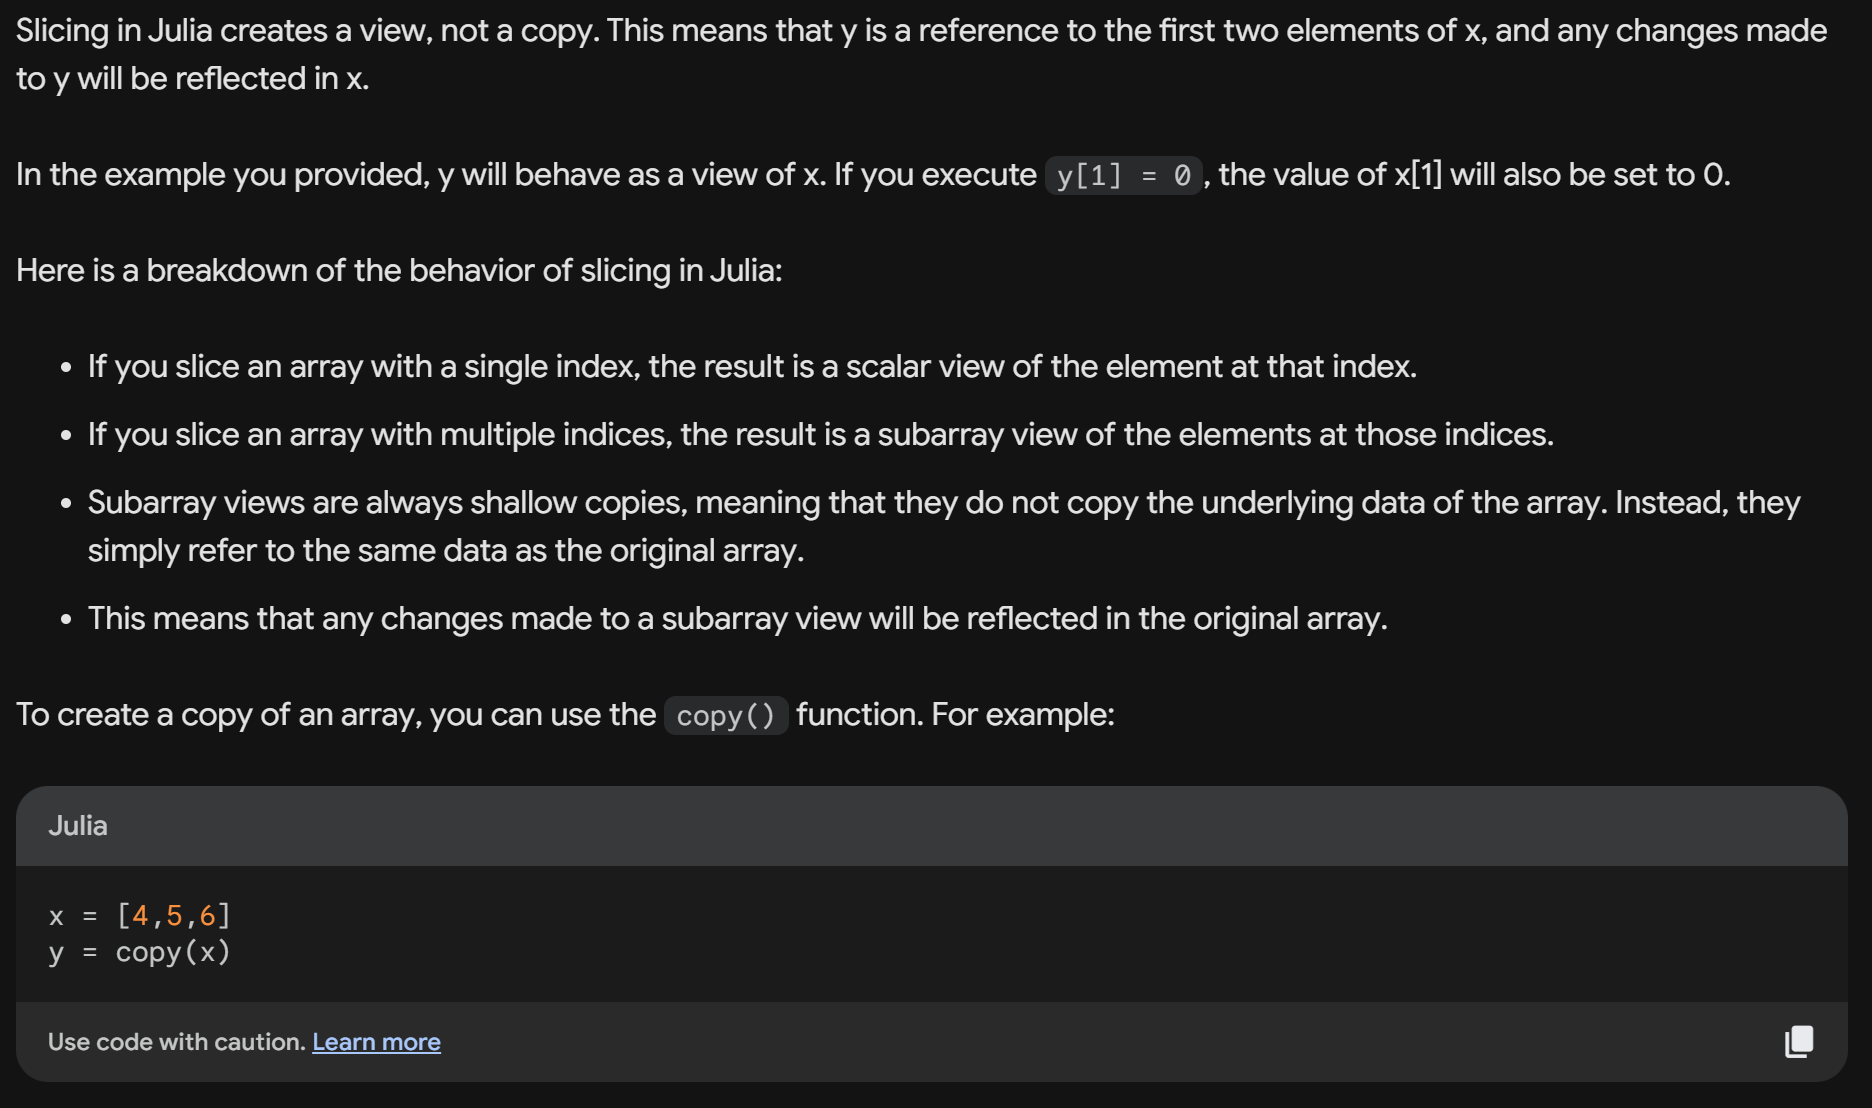 Slicing in Julia creates a view, not a copy. This means that y is a reference to the first two elements of x, and any changes made
to y will be reflected in x.
In the example you provided, y will behave as a view of x. If you execute y[1] = 0, the value of x[1] will also be set to 0.
Here is a breakdown of the behavior of slicing in Julia:
• If you slice an array with a single index, the result is a scalar view of the element at that index.
• If you slice an array with multiple indices, the result is a subarray view of the elements at those indices.
• Subarray views are always shallow copies, meaning that they do not copy the underlying data of the array. Instead, they
simply refer to the same data as the original array.
• This means that any changes made to a subarray view will be reflected in the original array.
To create a copy of an array, you can use the copy() function. For example:
Julia
x = [4,5,6]
y = copy(x)
Use code with caution. Learn more